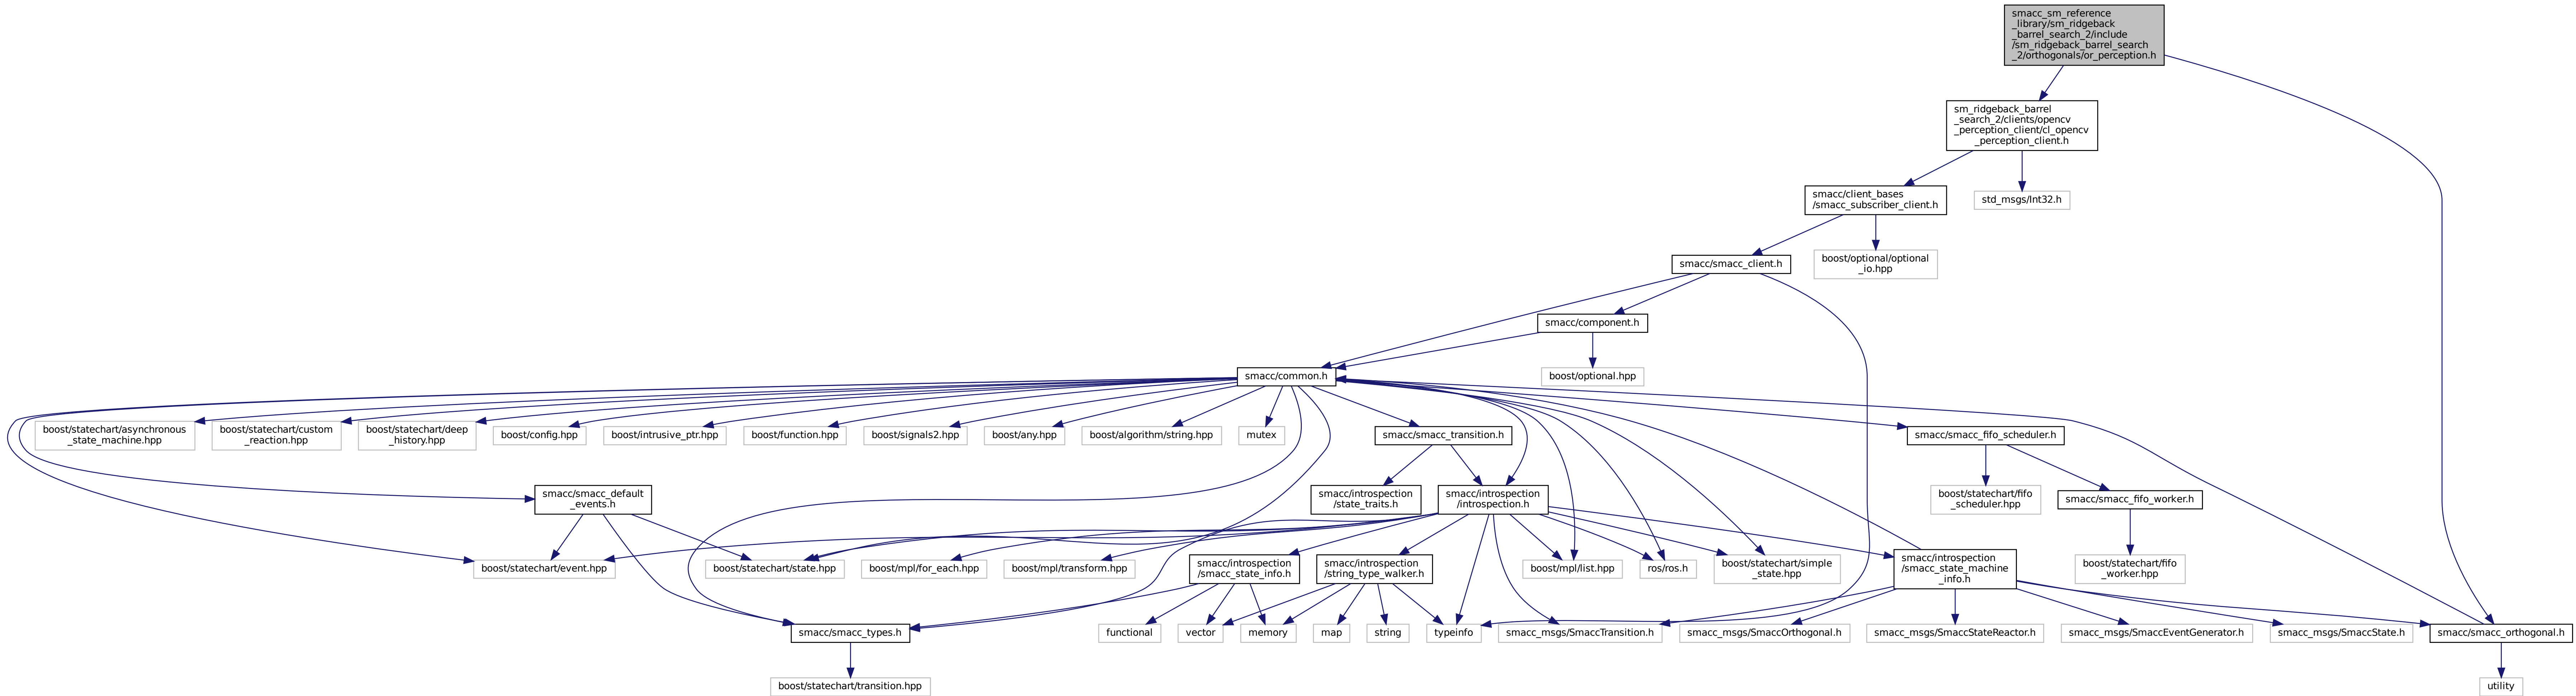 smacc_sm_reference
_library/sm_ridgeback
_barrel_search_2/include
/sm_ridgeback_barrel_search
_2/orthogonals/or_perception.h
sm_ridgeback_barrel
_search_2/clients/opencv
_perception_client/cl_opencv
_perception_client.h
smacc/client_bases
/smacc_subscriber_client.h
std_msgs/Int32.h
smacc/smacc_client.h
boost/optional/optional
_io.hpp
smacc/component.h
smacc/common.h
boost/optional.hpp
boost/statechart/asynchronous
_state_machine.hpp
boost/statechart/custom
_reaction.hpp
boost/statechart/deep
_history.hpp
boost/config.hpp
boost/intrusive_ptr.hpp
boost/function.hpp
boost/signals2.hpp
boost/any.hpp
boost/algorithm/string.hpp
mutex
smacc/smacc_transition.h
smacc/smacc_fifo_scheduler.h
smacc/smacc_default
_events.h
smacc/introspection
/state_traits.h
smacc/introspection
/introspection.h
boost/statechart/fifo
_scheduler.hpp
smacc/smacc_fifo_worker.h
boost/statechart/event.hpp
boost/statechart/state.hpp
boost/mpl/for_each.hpp
boost/mpl/transform.hpp
smacc/introspection
/smacc_state_info.h
smacc/introspection
/string_type_walker.h
boost/mpl/list.hpp
ros/ros.h
boost/statechart/simple
_state.hpp
smacc/introspection
/smacc_state_machine
_info.h
boost/statechart/fifo
_worker.hpp
smacc/smacc_types.h
functional
vector
memory
map
string
typeinfo
smacc_msgs/SmaccTransition.h
smacc_msgs/SmaccOrthogonal.h
smacc_msgs/SmaccStateReactor.h
smacc_msgs/SmaccEventGenerator.h
smacc_msgs/SmaccState.h
smacc/smacc_orthogonal.h
boost/statechart/transition.hpp
utility